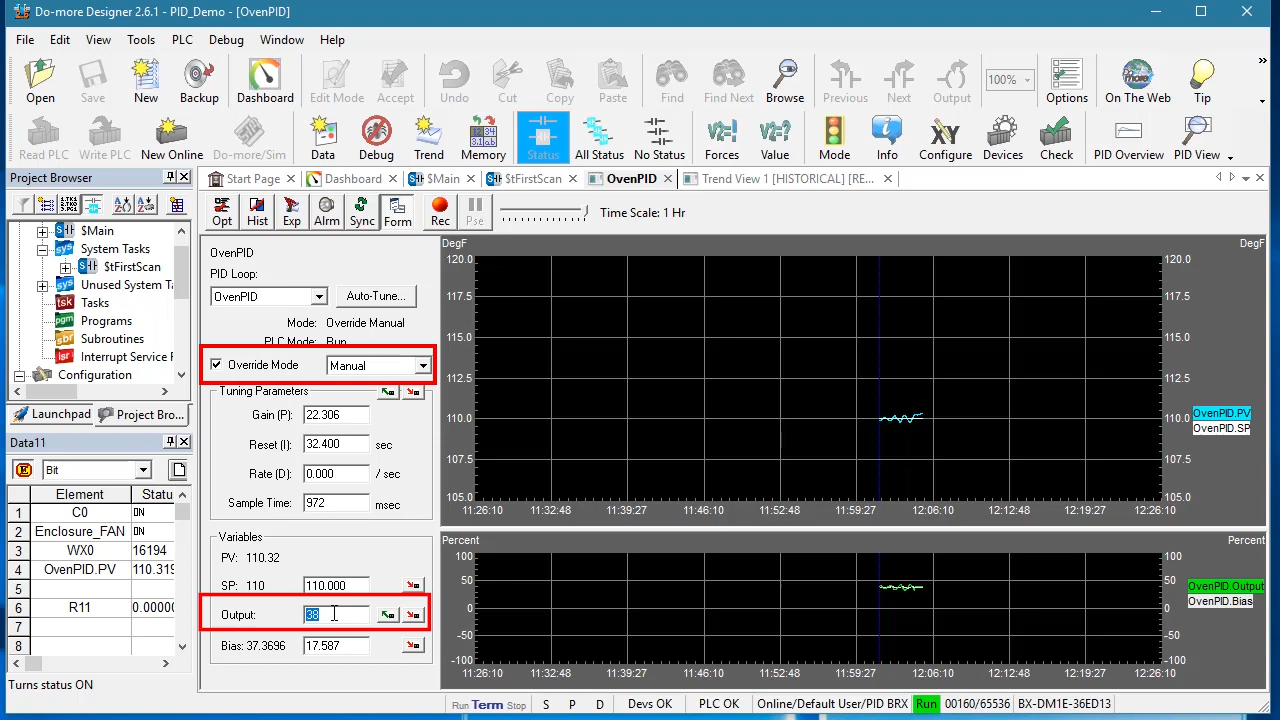 Do-more Designer 2.6.1 - PID_Demo - [OvenPID]
File Edit View Tools PLC Debug Window Help
Open Save New Backup Dashboard Edit Mode Accept Undo Cut Copy Paste Find Find Next Browse Previous Next Output 100% Options On The Web Tip
Read PLC Write PLC New Online Do-more/Sim Data Debug Trend Memory Status All Status No Status Forces Value Mode Info Configure Devices Check PID Overview PID View
Project Browser
Start Page Dashboard $Main $tFirstScan OvenPID Trend View 1 [HISTORICAL] [RE...
Opt Hist Exp Alrm Sync Form Rec Pse Time Scale: 1 Hr
$Main
System Tasks
$tFirstScan
Unused System Ta
Tasks
Programs
Subroutines
Interrupt Service R
Configuration
Launchpad Project Bro...
Data11
Bit
Element Statu
1 C0 ON
2 Enclosure_FAN ON
3 WX0 16194
4 OvenPID.PV 110.319
5
6 R11 0.00000
7
8
Turns status ON
OvenPID
PID Loop:
OvenPID Auto-Tune...
Mode: Override Manual
PLC Mode: Run
Override Mode Manual
Tuning Parameters
Gain (P): 22.306
Reset (I): 32.400 sec
Rate (D): 0.000 / sec
Sample Time: 972 msec
Variables
PV: 110.32
SP: 110 110.000
Output: 38
Bias: 37.3696 17.587
DegF DegF
120.0 120.0
117.5 117.5
115.0 115.0
112.5 112.5
110.0 110.0 OvenPID.PV
OvenPID.SP
107.5 107.5
105.0 105.0
11:26:10 11:32:48 11:39:27 11:46:10 11:52:48 11:59:27 12:06:10 12:12:48 12:19:27 12:26:10
Percent Percent
100 100
50 50 OvenPID.Output
0 0 OvenPID.Bias
-50 -50
-100 -100
11:26:10 11:32:48 11:39:27 11:46:10 11:52:48 11:59:27 12:06:10 12:12:48 12:19:27 12:26:10
Run Term Stop S P D Devs OK PLC OK Online/Default User/PID BRX Run 00160/65536 BX-DM1E-36ED13